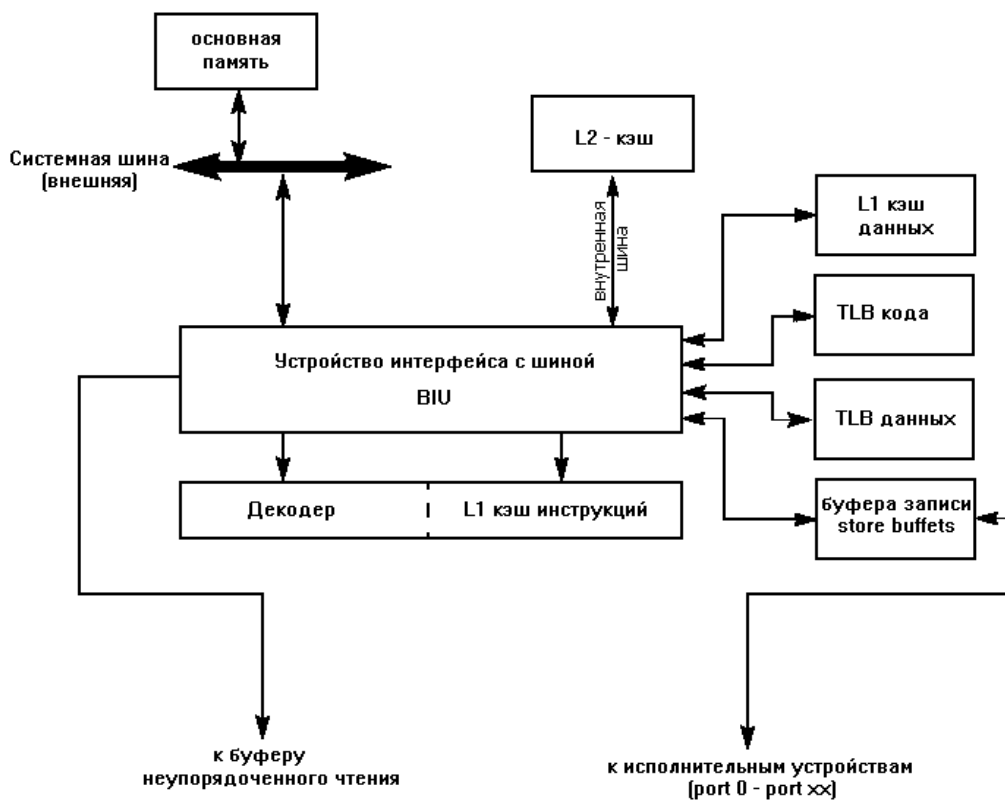 основная
память
Системная шина
(внешняя)
L2 - кэш
внутренная
шина
L1 кэш
данных
TLB кода
Устройство интерфейса с шиной
BIU
TLB данных
Декодер
L1 кэш инструкций
буфера записи
store buffets
к буферу
неупорядоченного чтения
к исполнительным устройствам
(port 0 - port xx)